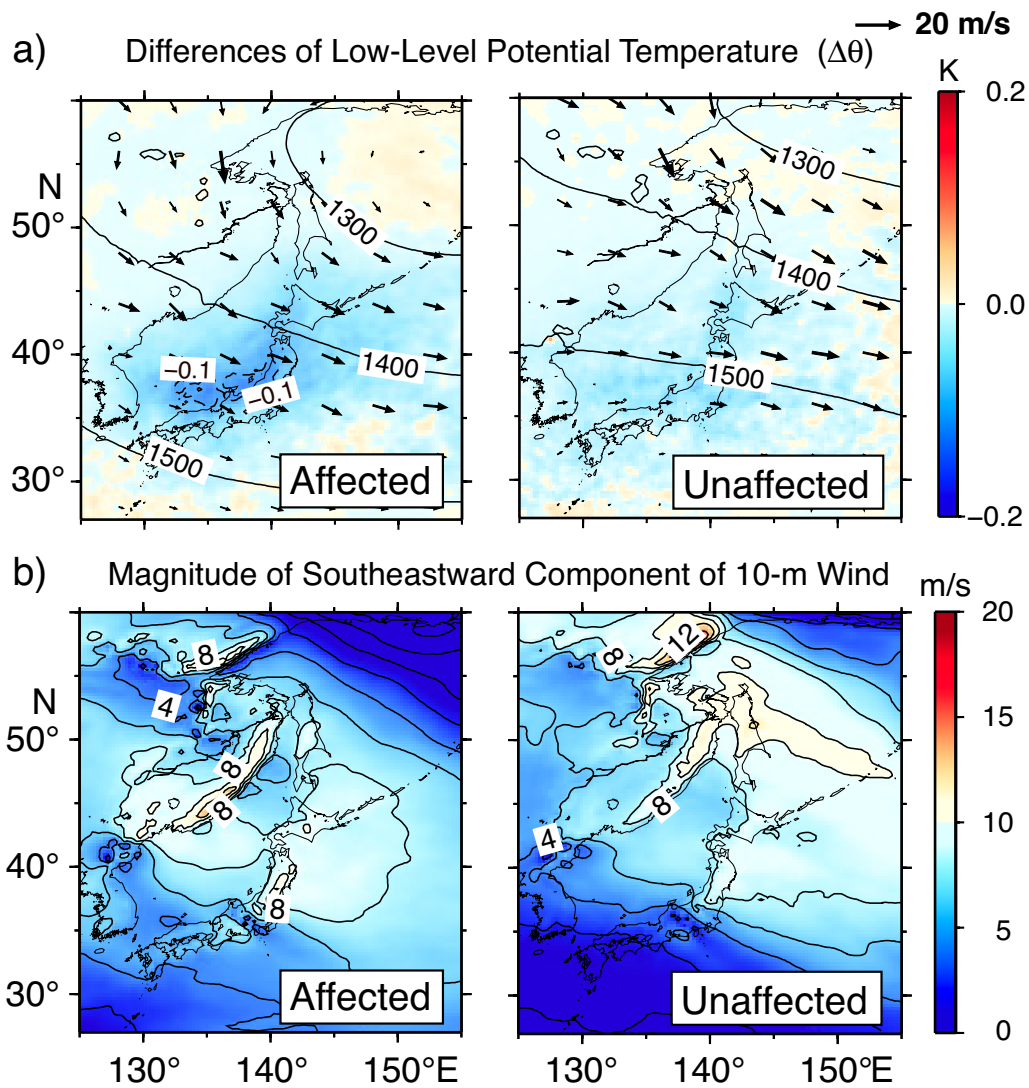 20 m/s
a) Differences of Low-Level Potential Temperature (Δθ)
K
0.2
0.0
−0.2
N
50°
40°
30°
1300
1400
1500
−0.1
−0.1
Affected
1300
1400
1500
Unaffected
b) Magnitude of Southeastward Component of 10-m Wind
m/s
20
15
10
5
0
N
50°
40°
30°
8
4
8
8
8
Affected
130° 140° 150°E
8
12
8
4
Unaffected
130° 140° 150°E